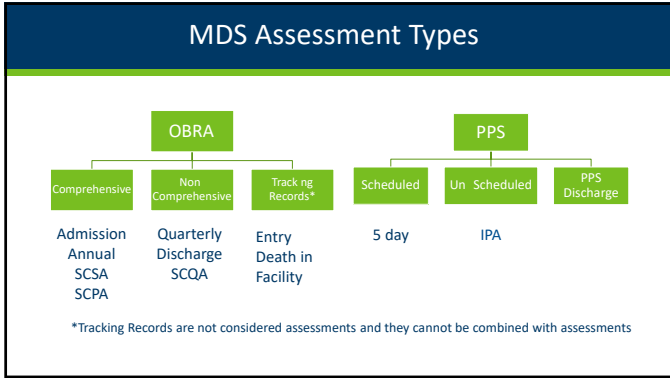 MDS Assessment Types
OBRA
PPS
Comprehensive
Non
Comprehensive
Track ng
Records*
Scheduled
Un Scheduled
PPS
Discharge
Admission
Annual
SCSA
SCPA
Quarterly
Discharge
SCQA
Entry
Death in
Facility
5 day
IPA
*Tracking Records are not considered assessments and they cannot be combined with assessments